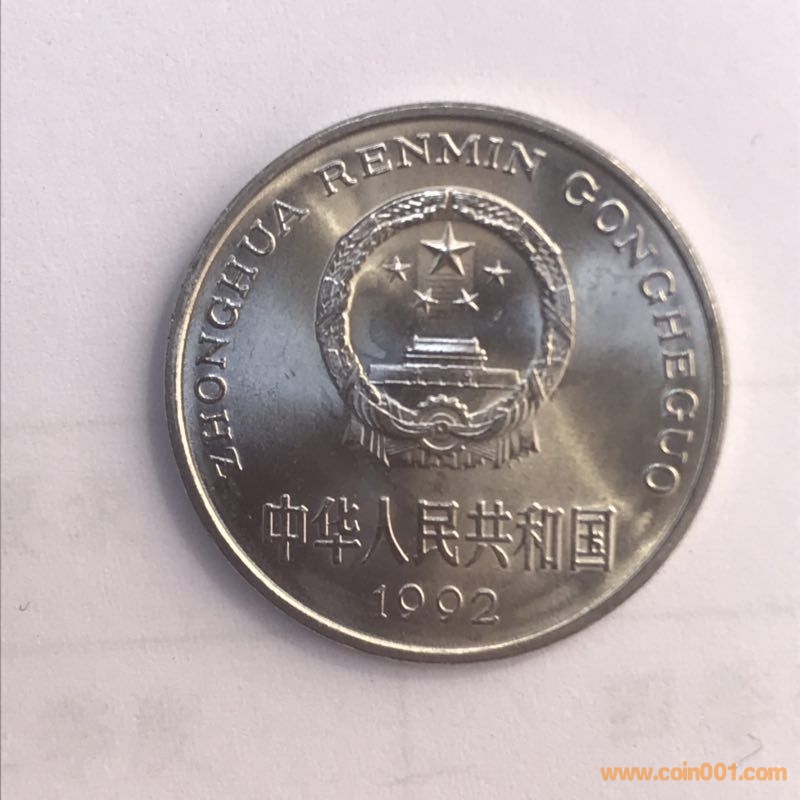 ZHONGHUA RENMIN GONGHEGUO
中华人民共和国
1992
www.coin001.com